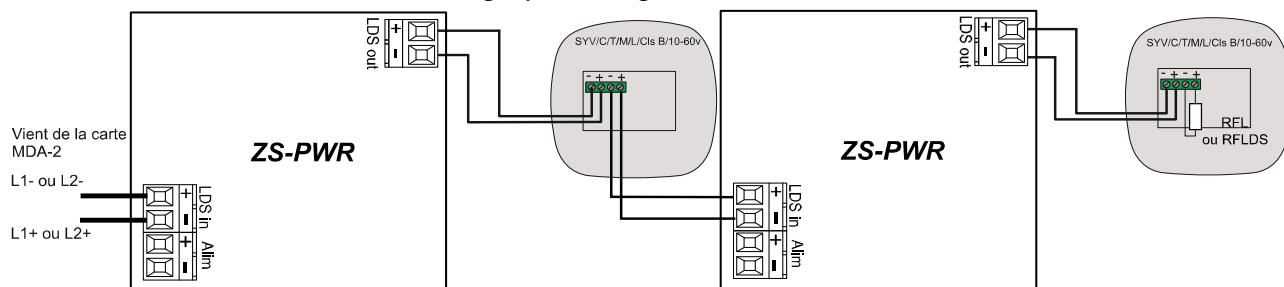 LDS out
+
-
SYV/C/T/M/L/Cls B/10-60v
- + - +
Vient de la carte
MDA-2
L1- ou L2-
L1+ ou L2+
ZS-PWR
LDS in
+
-
Alim
+
-
LDS out
+
-
SYV/C/T/M/L/Cls B/10-60v
- + - +
RFL
ou RFLDS
ZS-PWR
LDS in
+
-
Alim
+
-